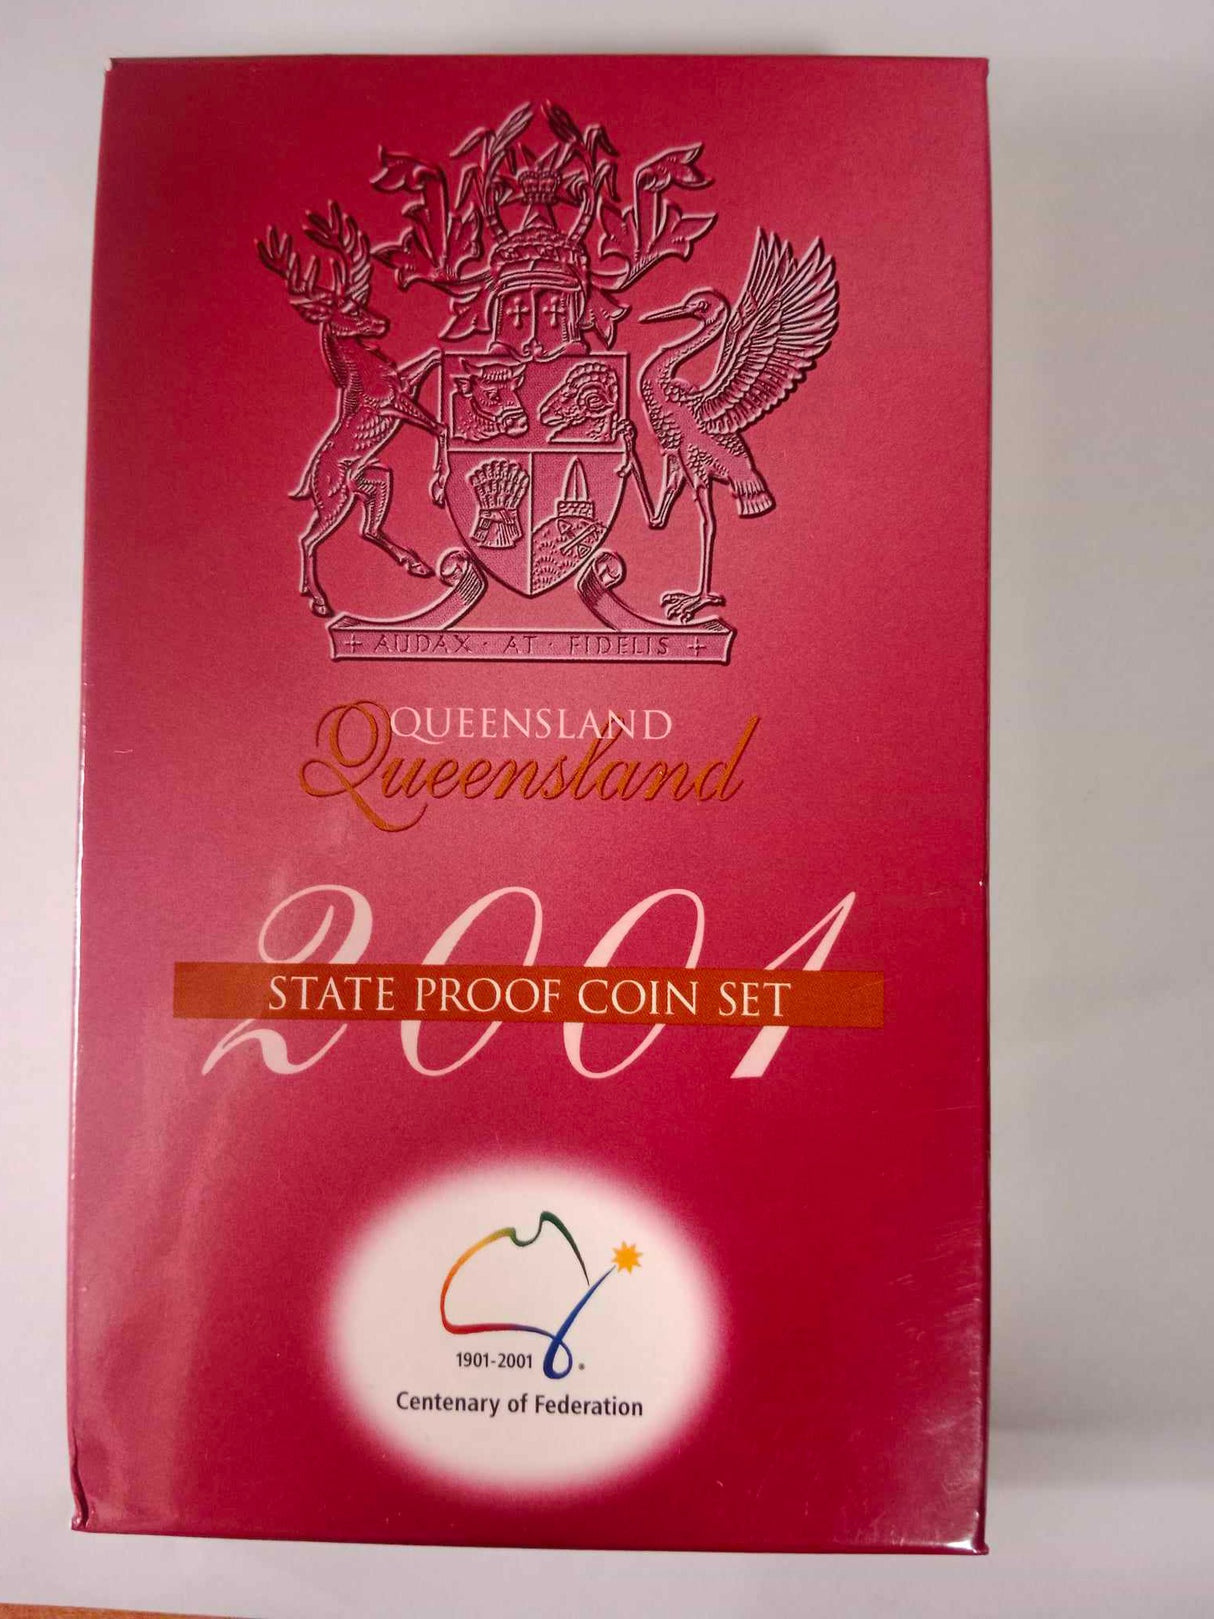 + AUDAX · AT · FIDELIS +
QUEENSLAND
Queensland
2001
STATE PROOF COIN SET
1901-2001
Centenary of Federation